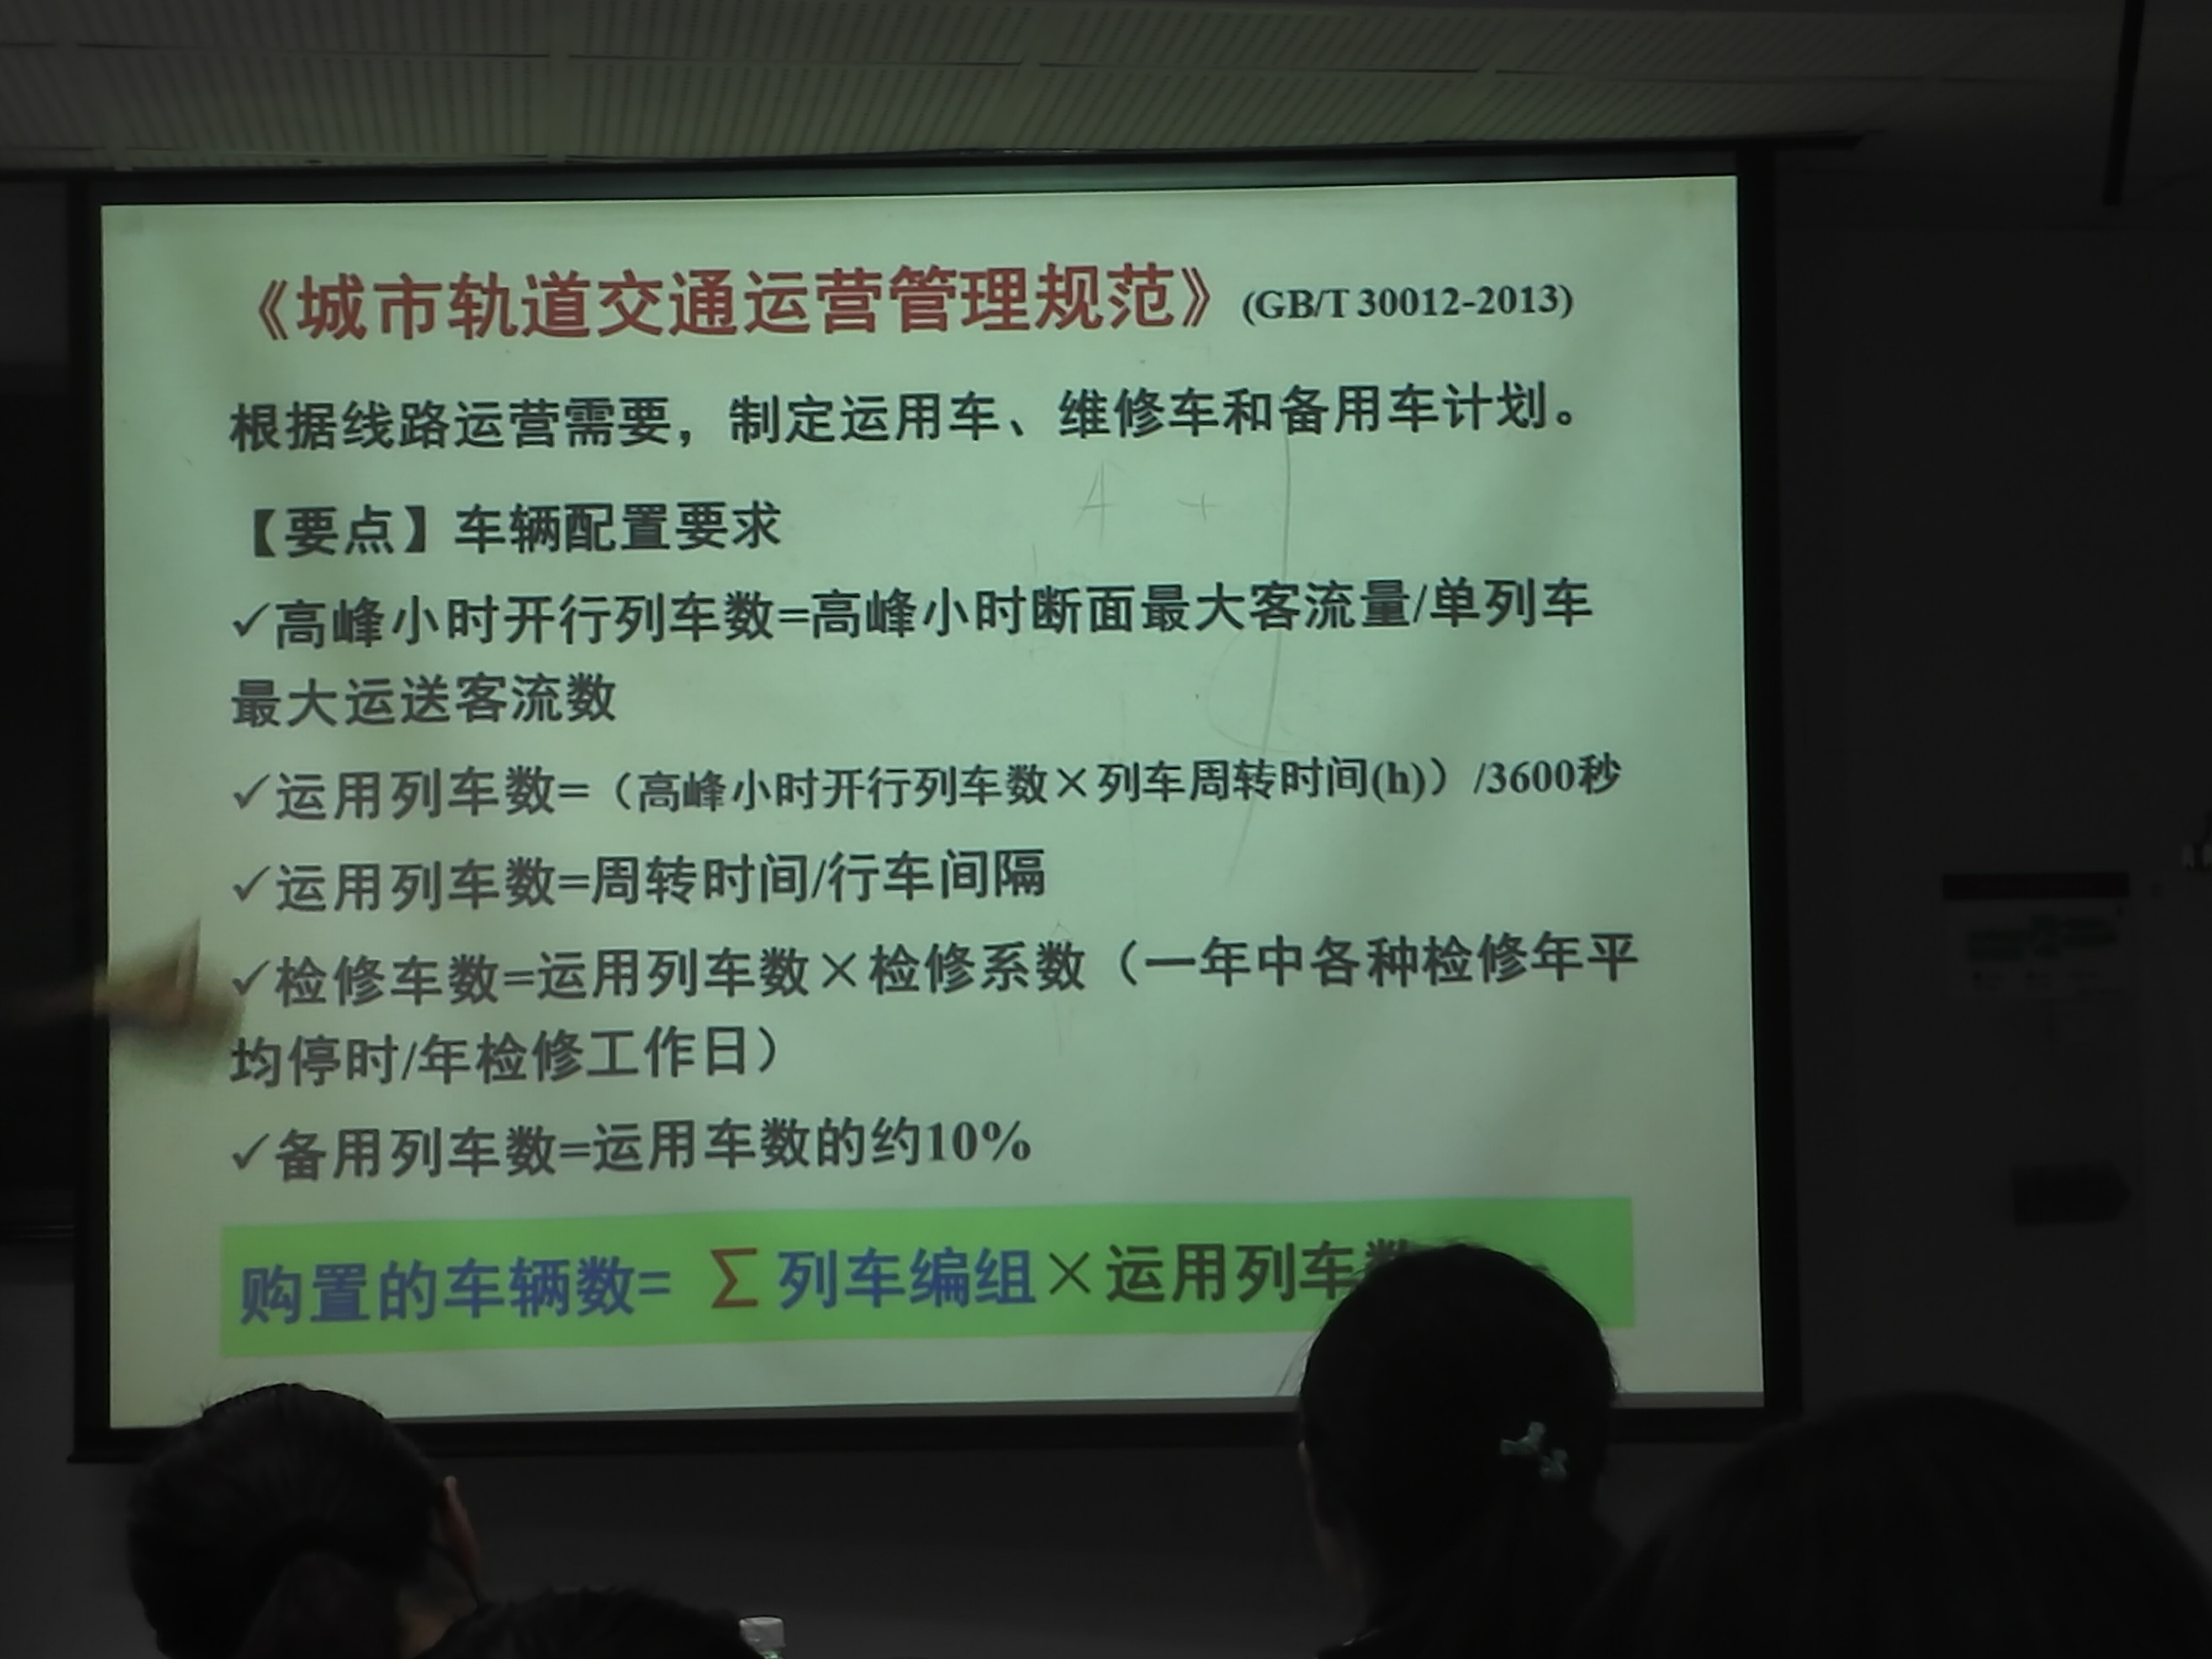 《城市轨道交通运营管理规范》(GB/T 30012-2013)
根据线路运营需要，制定运用车、维修车和备用车计划。
【要点】车辆配置要求
✓高峰小时开行列车数=高峰小时断面最大客流量/单列车
最大运送客流数
✓运用列车数=（高峰小时开行列车数×列车周转时间(h)）/3600秒
✓运用列车数=周转时间/行车间隔
✓检修车数=运用列车数×检修系数（一年中各种检修年平
均停时/年检修工作日）
✓备用列车数=运用车数的约10%
购置的车辆数= ∑ 列车编组×运用列车